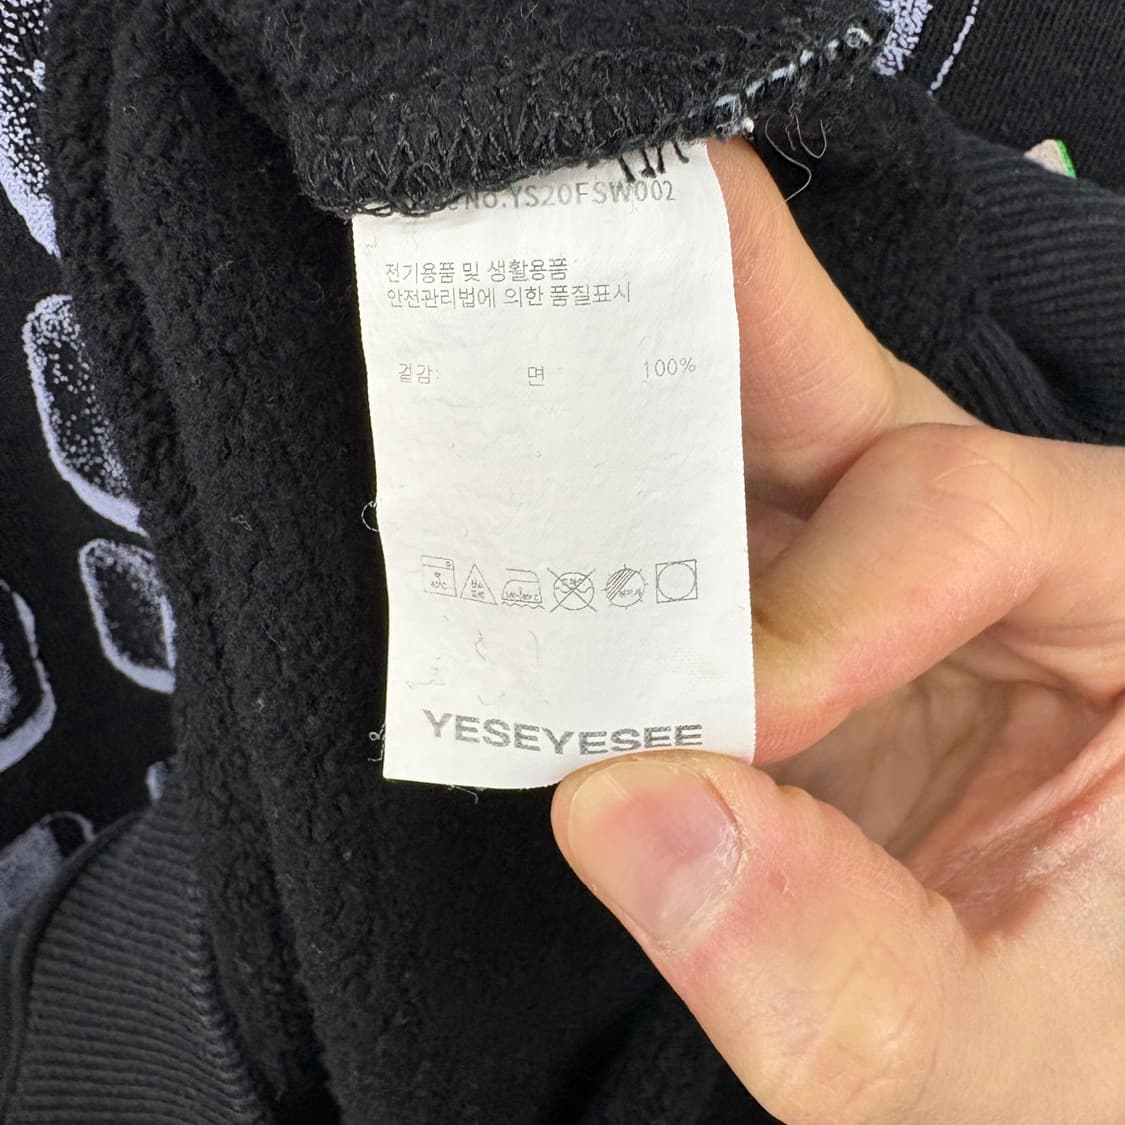 NO.YS20FSW002
전기용품 및 생활용품
안전관리법에 의한 품질표시
겉감: 면 100%
YESEYESEE